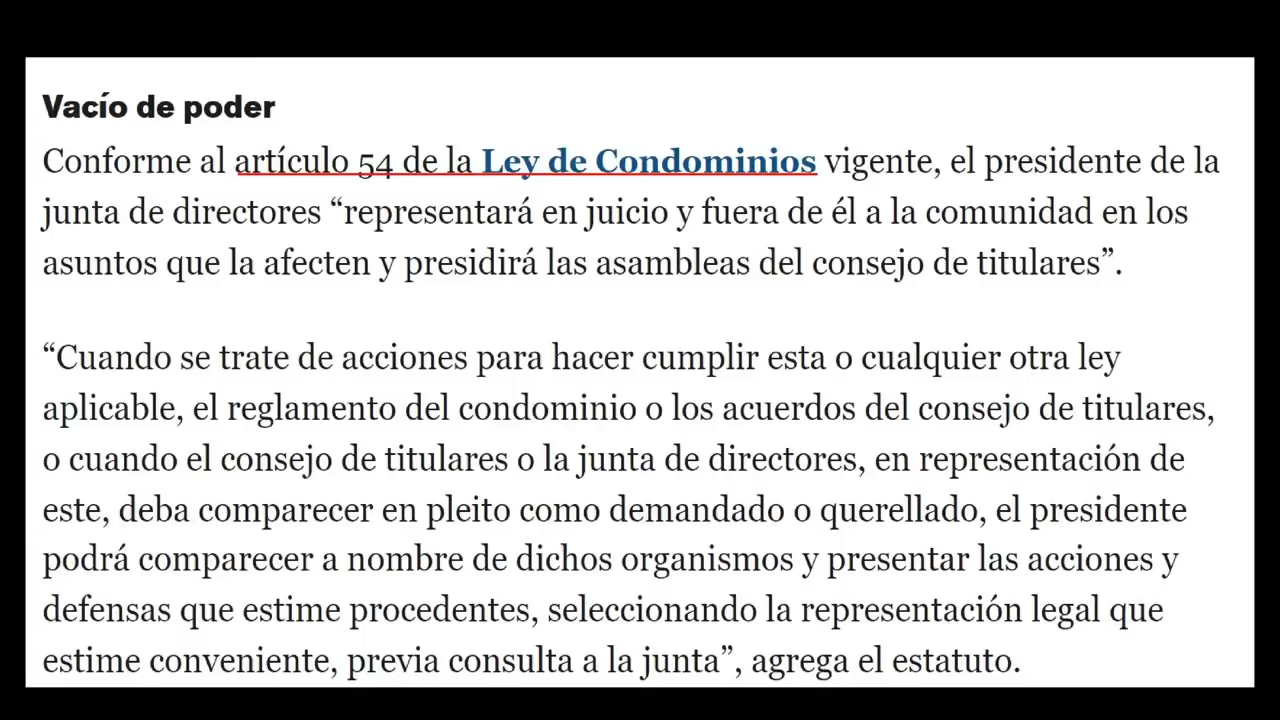 Vacío de poder
Conforme al artículo 54 de la Ley de Condominios vigente, el presidente de la
junta de directores “representará en juicio y fuera de él a la comunidad en los
asuntos que la afecten y presidirá las asambleas del consejo de titulares”.
“Cuando se trate de acciones para hacer cumplir esta o cualquier otra ley
aplicable, el reglamento del condominio o los acuerdos del consejo de titulares,
o cuando el consejo de titulares o la junta de directores, en representación de
este, deba comparecer en pleito como demandado o querellado, el presidente
podrá comparecer a nombre de dichos organismos y presentar las acciones y
defensas que estime procedentes, seleccionando la representación legal que
estime conveniente, previa consulta a la junta”, agrega el estatuto.